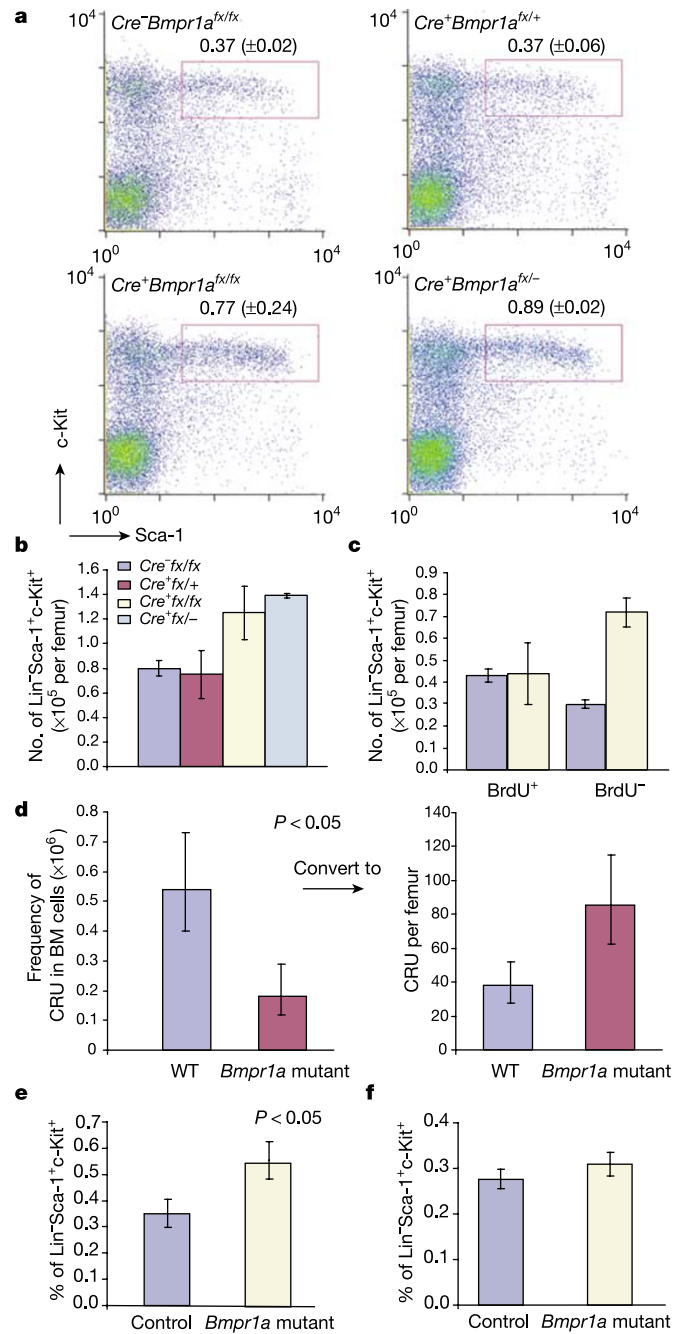 a
10⁴
Cre⁻Bmpr1a^fx/fx
0.37 (±0.02)
10⁰
10⁴
10⁴
Cre⁺Bmpr1a^fx/+
0.37 (±0.06)
10⁰
10⁴
10⁴
Cre⁺Bmpr1a^fx/fx
0.77 (±0.24)
10⁰
10⁴
10⁴
Cre⁺Bmpr1a^fx/–
0.89 (±0.02)
10⁰
10⁴
c-Kit
Sca-1
b
No. of Lin⁻Sca-1⁺c-Kit⁺
(×10⁵ per femur)
1.6
1.4
1.2
1.0
0.8
0.6
0.4
0.2
0.0
Cre⁻fx/fx
Cre⁺fx/+
Cre⁺fx/fx
Cre⁺fx/–
c
No. of Lin⁻Sca-1⁺c-Kit⁺
(×10⁵ per femur)
0.9
0.8
0.7
0.6
0.5
0.4
0.3
0.2
0.1
0.0
BrdU⁺ BrdU⁻
d
Frequency of
CRU in BM cells (×10⁶)
0.8
0.7
0.6
0.5
0.4
0.3
0.2
0.1
0
WT Bmpr1a mutant
P < 0.05
Convert to
CRU per femur
140
120
100
80
60
40
20
0
WT Bmpr1a mutant
e
% of Lin⁻Sca-1⁺c-Kit⁺
0.7
0.6
0.5
0.4
0.3
0.2
0.1
0.0
P < 0.05
Control Bmpr1a mutant
f
% of Lin⁻Sca-1⁺c-Kit⁺
0.4
0.3
0.2
0.1
0.0
Control Bmpr1a mutant